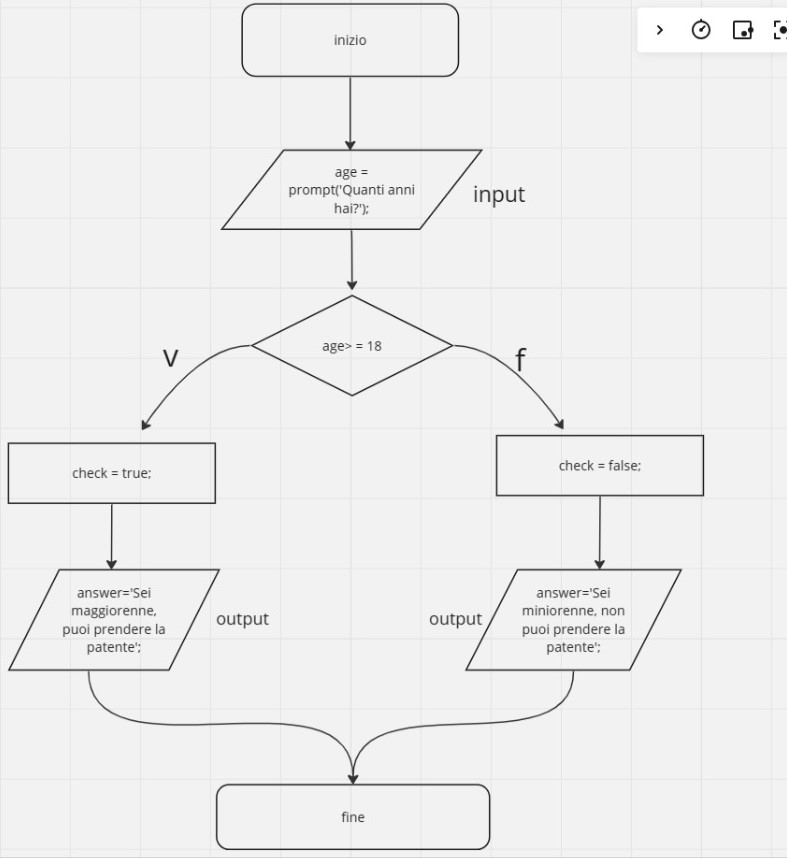 inizio
age =
prompt('Quanti anni
hai?');
input
age> = 18
V
f
check = true;
check = false;
answer='Sei
maggiorenne,
puoi prendere la
patente';
output
output
answer='Sei
miniorenne, non
puoi prendere la
patente';
fine